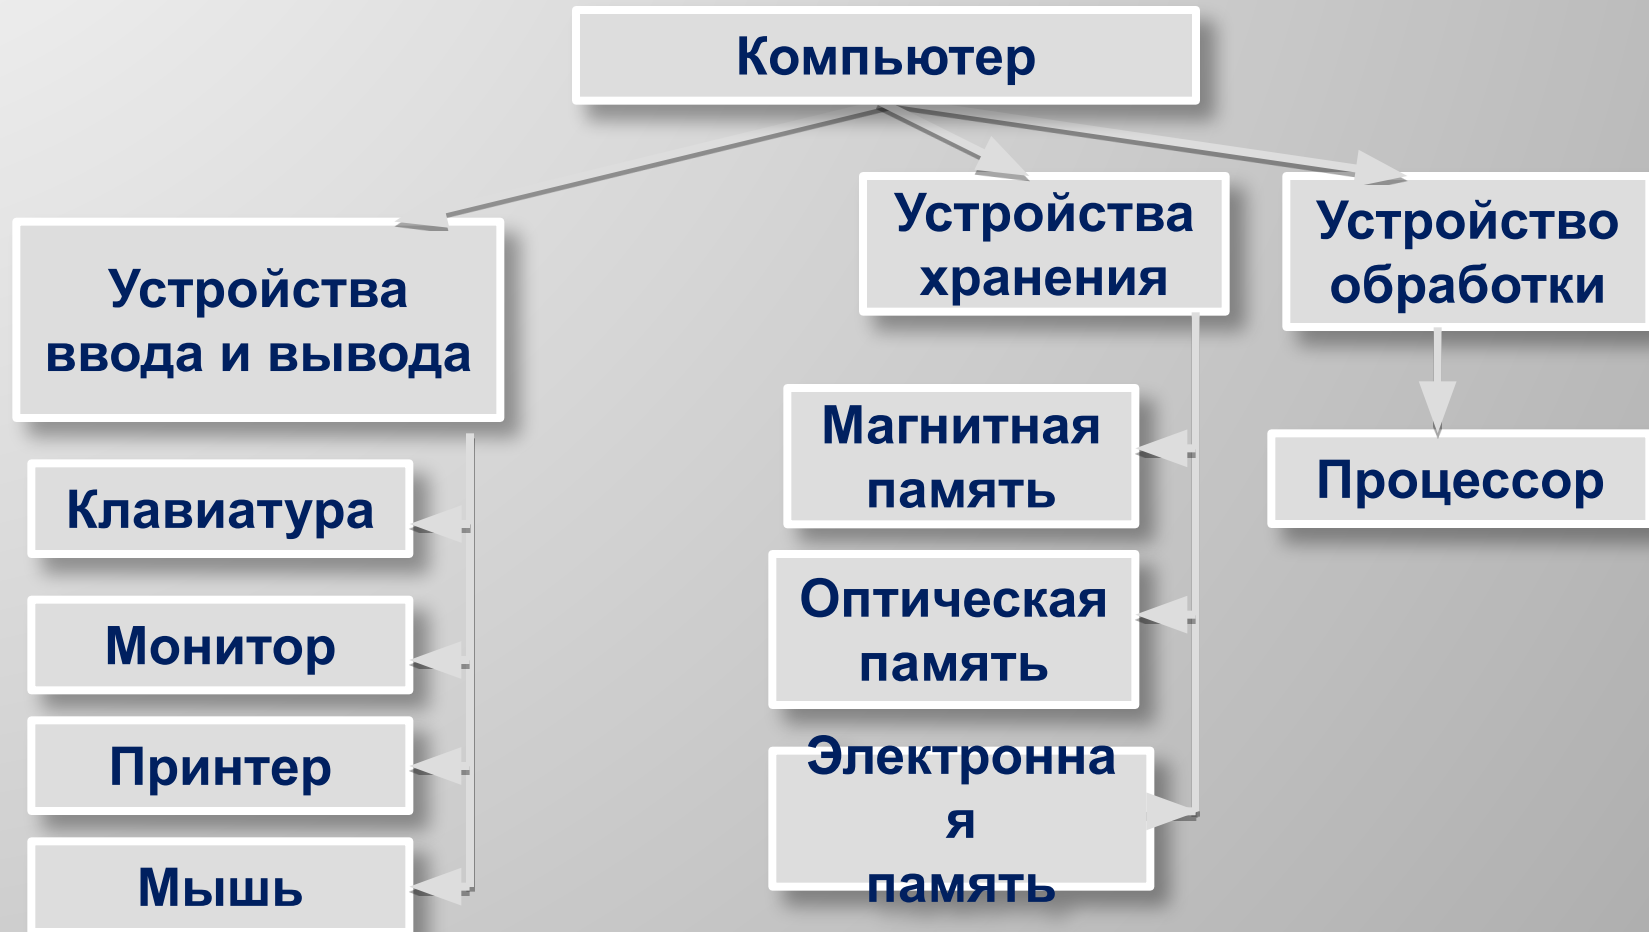 Компьютер
Устройства
ввода и вывода
Клавиатура
Монитор
Принтер
Мышь
Устройства
хранения
Магнитная
память
Оптическая
память
Электронна
я
память
Устройство
обработки
Процессор